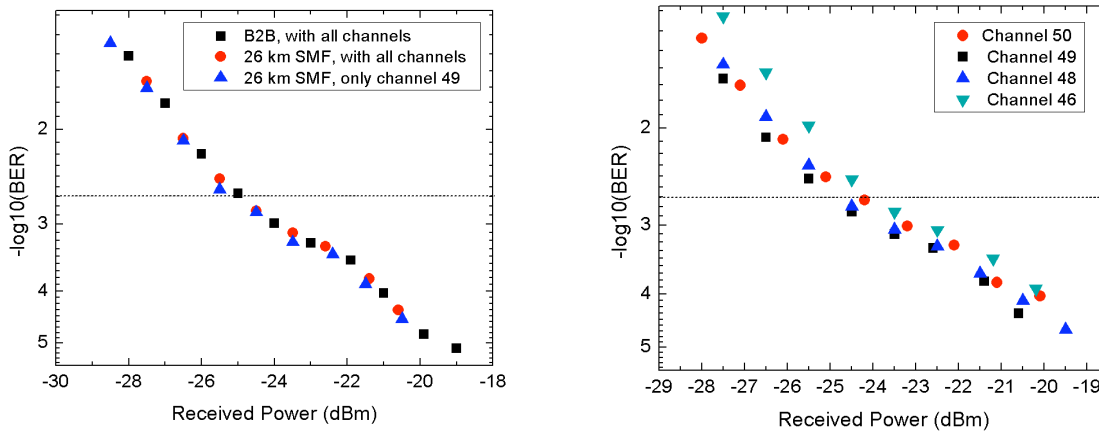 B2B, with all channels
26 km SMF, with all channels
26 km SMF, only channel 49
2
3
4
5
-log10(BER)
-30 -28 -26 -24 -22 -20 -18
Received Power (dBm)
Channel 50
Channel 49
Channel 48
Channel 46
2
3
4
5
-log10(BER)
-29 -28 -27 -26 -25 -24 -23 -22 -21 -20 -19
Received Power (dBm)